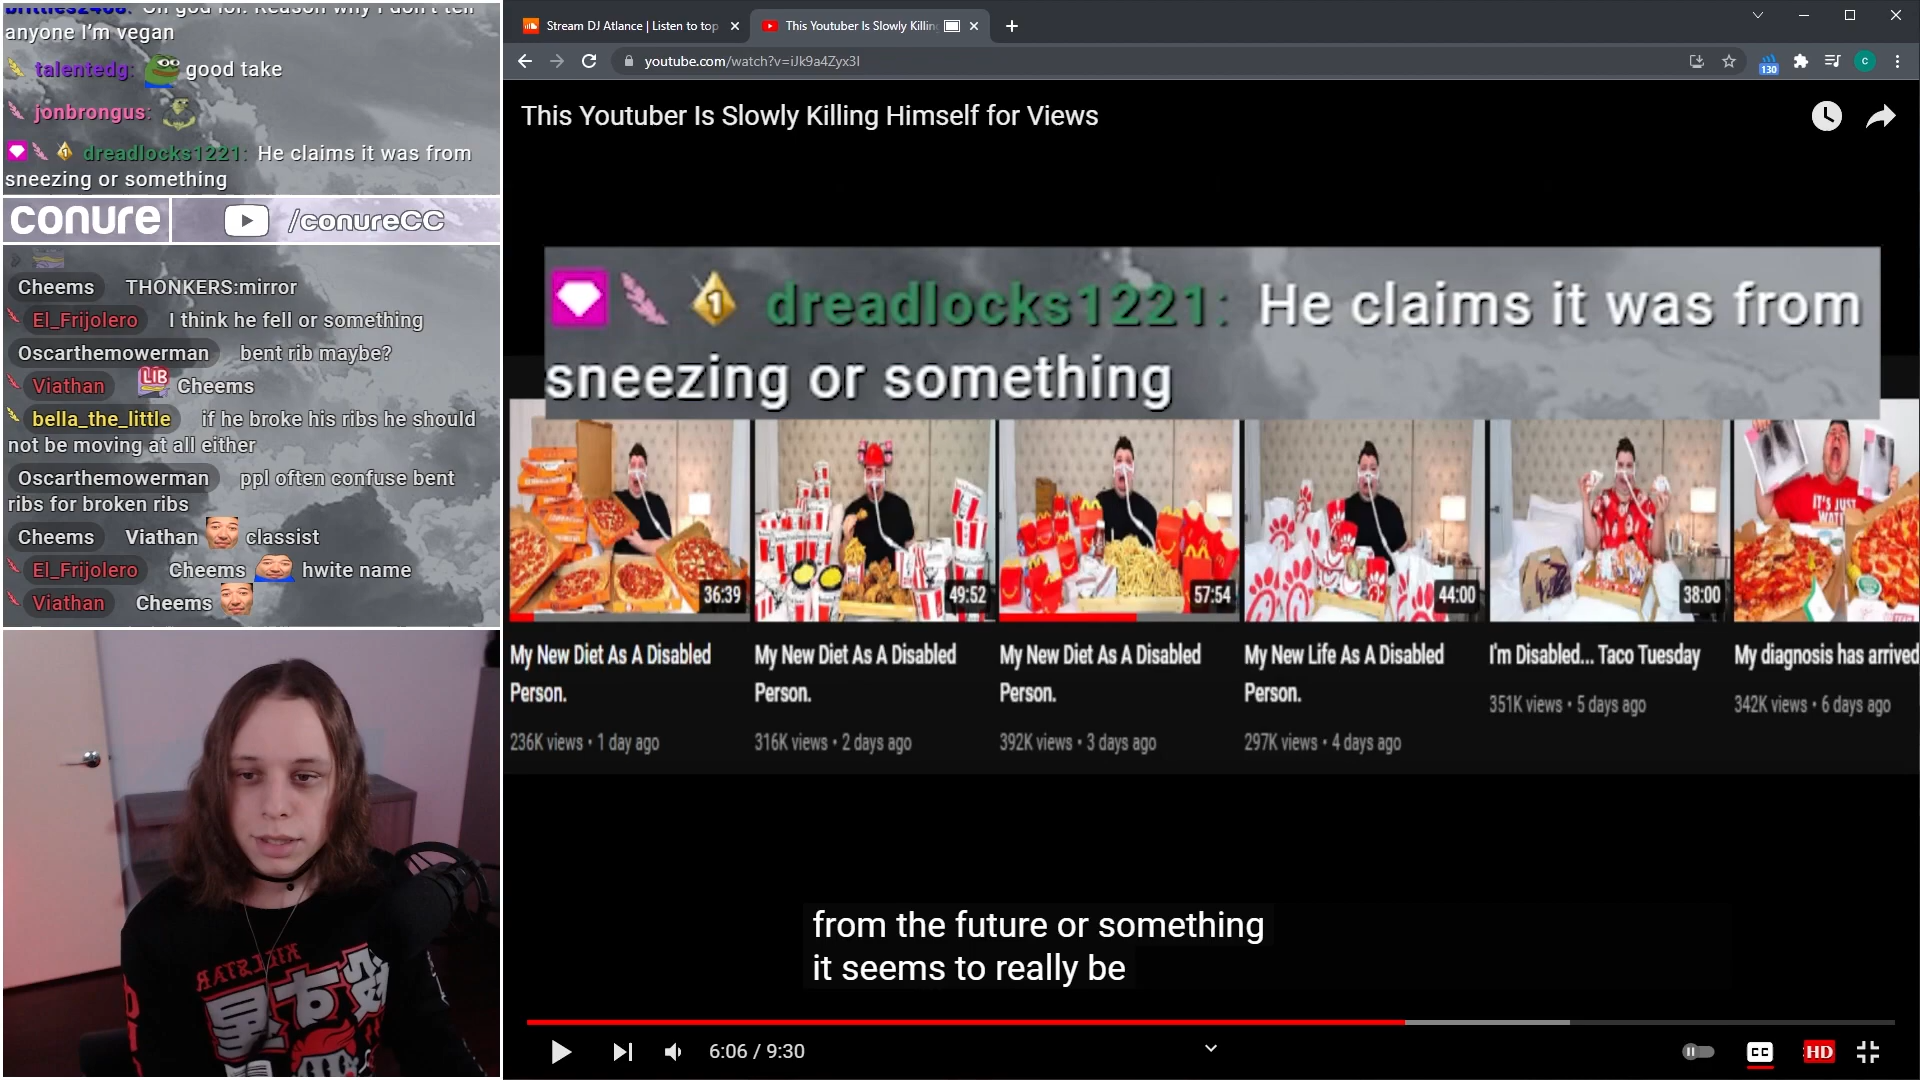 anyone I'm vegan
talentedg: good take
jonbrongus:
dreadlocks1221: He claims it was from
sneezing or something
conure /conureCC
Cheems THONKERS:mirror
El_Frijolero I think he fell or something
Oscarthemowerman bent rib maybe?
Viathan LIB Cheems
bella_the_little if he broke his ribs he should
not be moving at all either
Oscarthemowerman ppl often confuse bent
ribs for broken ribs
Cheems Viathan classist
El_Frijolero Cheems hwite name
Viathan Cheems
Stream DJ Atlance | Listen to top
This Youtuber Is Slowly Killin
youtube.com/watch?v=iJk9a4Zyx3I
130
C
This Youtuber Is Slowly Killing Himself for Views
1 dreadlocks1221: He claims it was from
sneezing or something
36:39 49:52 57:54 44:00 38:00
IT'S JUST
My New Diet As A Disabled
Person.
236K views • 1 day ago
My New Diet As A Disabled
Person.
316K views • 2 days ago
My New Diet As A Disabled
Person.
392K views • 3 days ago
My New Life As A Disabled
Person.
297K views • 4 days ago
I'm Disabled... Taco Tuesday
351K views • 5 days ago
My diagnosis has arrived
342K views • 6 days ago
from the future or something
it seems to really be
6:06 / 9:30
CC
HD
KILLSTAR